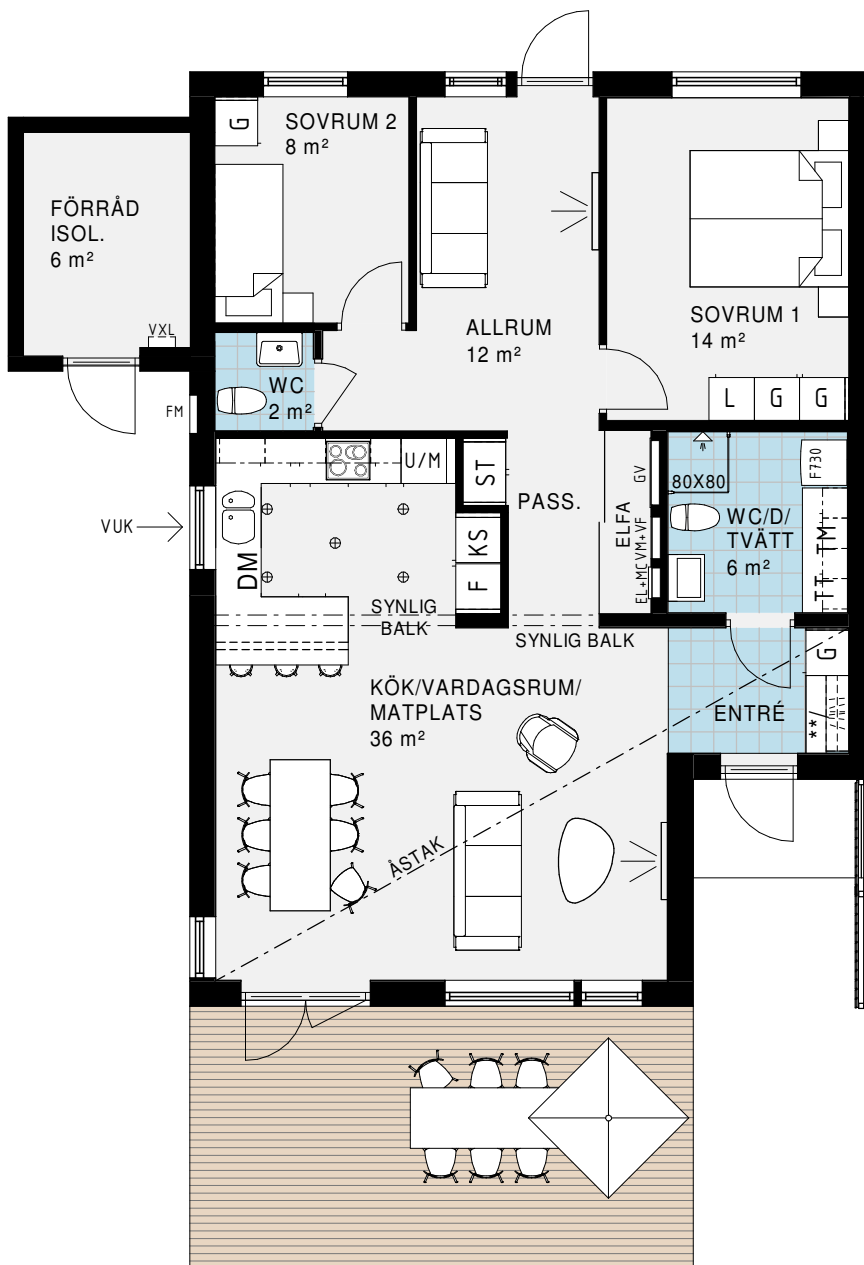 G
SOVRUM 2
8 m²
FÖRRÅD
ISOL.
6 m²
VXL
FM
WC
2 m²
ALLRUM
12 m²
SOVRUM 1
14 m²
L
G
G
U/M
ST
PASS.
KS
F
DM
VUK
GV
ELFA
VM+VF
EL+MC
80X80
F730
WC/D/
TVÄTT
6 m²
TM
TT
SYNLIG
BALK
SYNLIG BALK
KÖK/VARDAGSRUM/
MATPLATS
36 m²
G
ENTRÉ
**
ÅSTAK